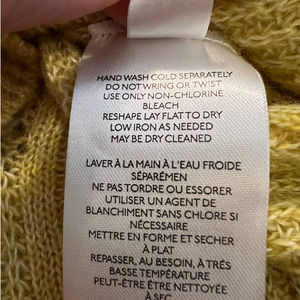 HAND WASH COLD SEPARATELY
DO NOT WRING OR TWIST
USE ONLY NON-CHLORINE
BLEACH
RESHAPE LAY FLAT TO DRY
LOW IRON AS NEEDED
MAY BE DRY CLEANED
LAVER À LA MAIN À L'EAU FROIDE
SÉPARÉMEN
NE PAS TORDRE OU ESSORER
UTILISER UN AGENT DE
BLANCHIMENT SANS CHLORE SI
NÉCESSAIRE
METTRE EN FORME ET SECHER
À PLAT
REPASSER, AU BESOIN, À TRÉS
BASSE TEMPÉRATURE
PEUT-ÊTRE ÊTRE NETTOYÉE
À SEC